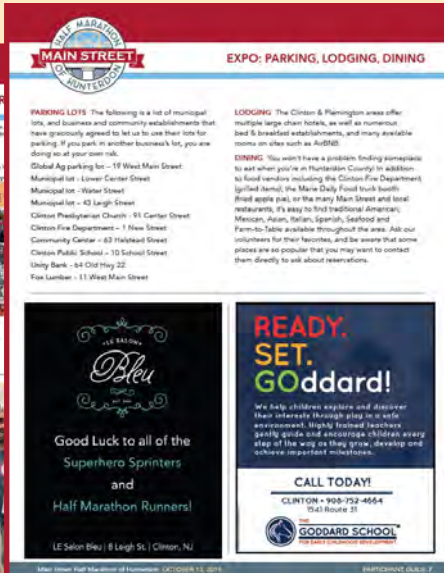 HALF MARATHON
MAIN STREET
OF HUNTERDON
EXPO: PARKING, LODGING, DINING
PARKING LOTS The following is a list of municipal
lots, and business and community establishments that
have graciously agreed to let us to use their lots for
parking. If you park in another business's lot, you are
doing so at your own risk.
Global Ag parking lot – 19 West Main Street
Municipal lot - Lower Center Street
Municipal lot - Water Street
Municipal lot – 43 Leigh Street
Clinton Presbyterian Church - 91 Center Street
Clinton Fire Department – 1 New Street
Community Center – 63 Halstead Street
Clinton Public School – 10 School Street
Unity Bank - 64 Old Hwy 22
Fox Lumber - 11 West Main Street
LODGING The Clinton & Flemington areas offer
multiple large chain hotels, as well as numerous
bed & breakfast establishments, and many available
rooms on sites such as AirBNB.
DINING You won't have a problem finding someplace
to eat when you're in Hunterdon County! In addition
to food vendors including the Clinton Fire Department
(grilled items), the Marie Daily Food truck booth
(fried apple pie), or the many Main Street and local
restaurants, it's easy to find traditional American,
Mexican, Asian, Italian, Spanish, Seafood and
Farm-to-Table available throughout the area. Ask our
volunteers for their favorites, and be aware that some
places are so popular that you may want to contact
them directly to ask about reservations.
LE SALON
Bleu
Good Luck to all of the
Superhero Sprinters
and
Half Marathon Runners!
LE Salon Bleu | 8 Leigh St. | Clinton, NJ
READY.
SET.
GOddard!
We help children explore and discover
their interests through play in a safe
environment. Highly trained teachers
gently guide and encourage children every
step of the way as they grow, develop and
achieve important milestones.
CALL TODAY!
CLINTON • 908-752-4664
1541 Route 31
THE
GODDARD SCHOOL
FOR EARLY CHILDHOOD DEVELOPMENT
Main Street Half Marathon of Hunterdon OCTOBER 13, 2019
PARTICIPANT GUIDE 7